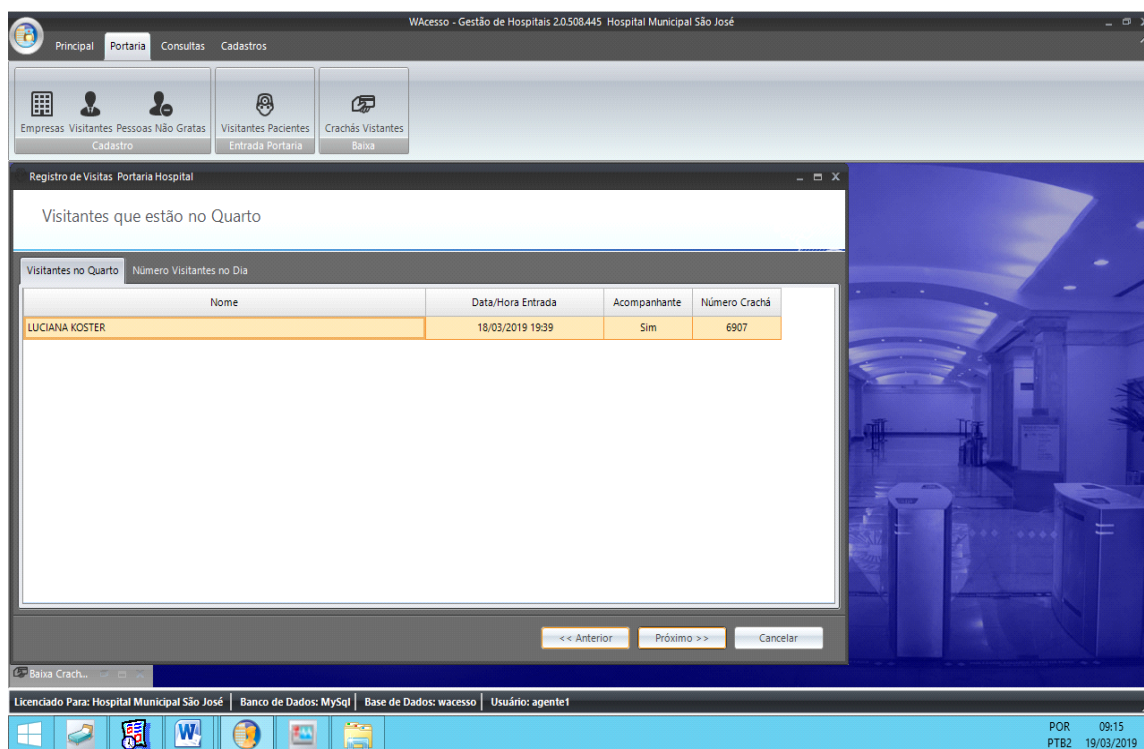 WAcesso - Gestão de Hospitais 2.0.508.445 Hospital Municipal São José
Principal Portaria Consultas Cadastros
Empresas Visitantes Pessoas Não Gratas Visitantes Pacientes Crachás Vistantes
Cadastro Entrada Portaria Baixa
Registro de Visitas Portaria Hospital
Visitantes que estão no Quarto
Visitantes no Quarto Número Visitantes no Dia
Nome Data/Hora Entrada Acompanhante Número Crachá
LUCIANA KOSTER 18/03/2019 19:39 Sim 6907
<< Anterior Próximo >> Cancelar
Baixa Crach...
Licenciado Para: Hospital Municipal São José Banco de Dados: MySql Base de Dados: wacesso Usuário: agente1
POR 09:15
PTB2 19/03/2019